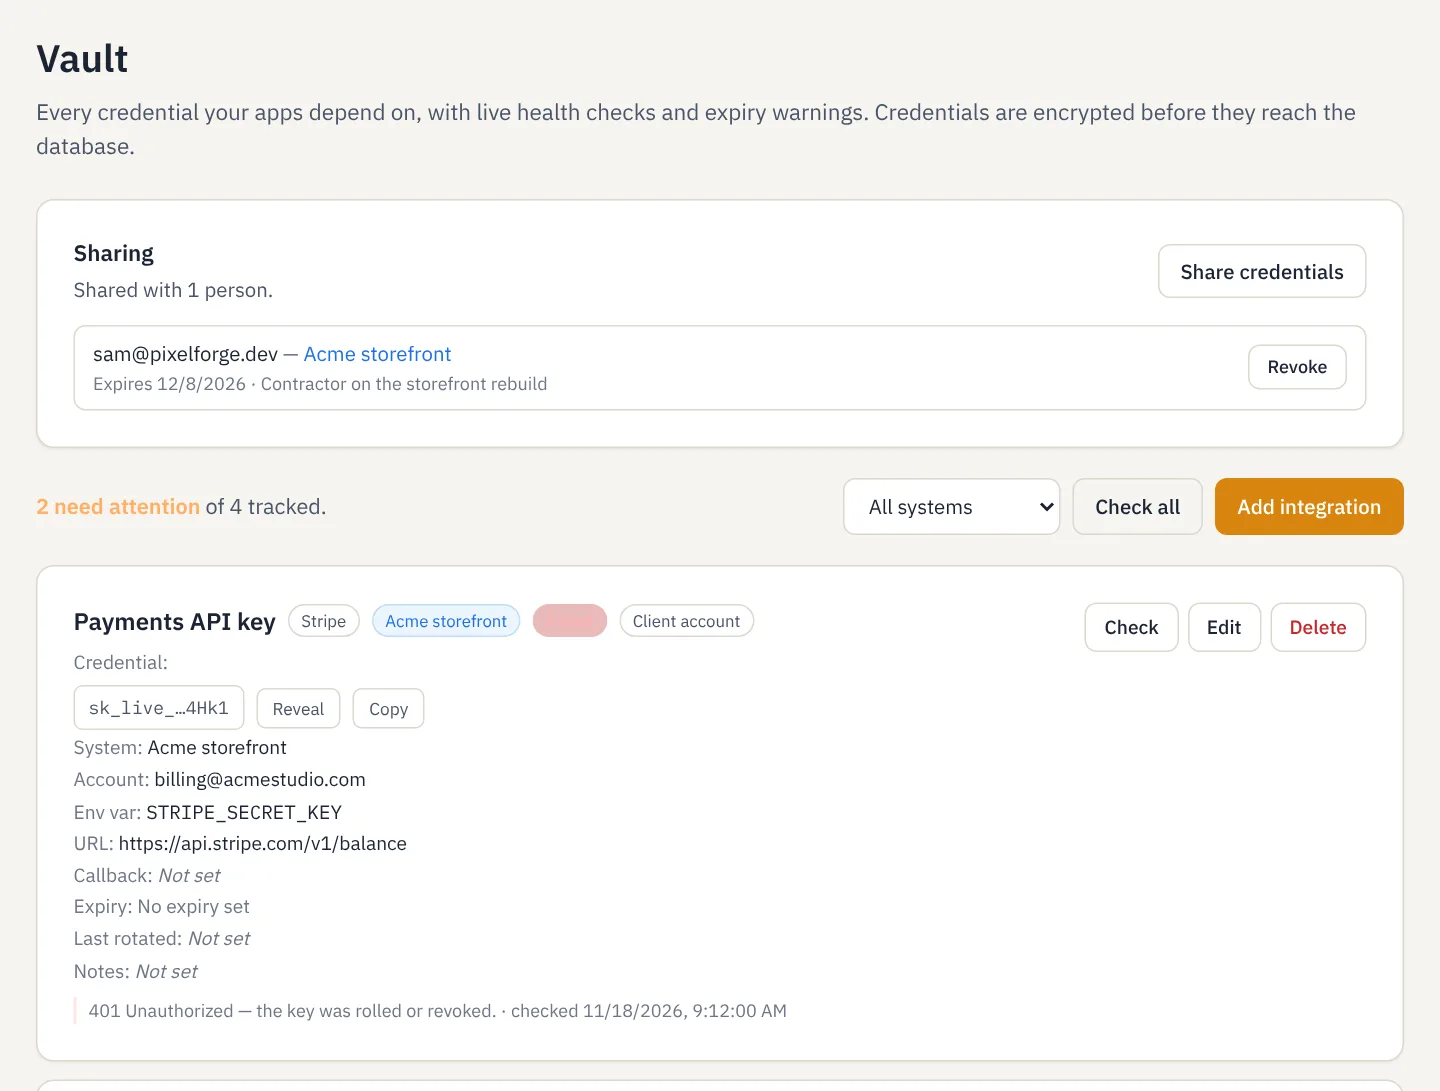 Vault
Every credential your apps depend on, with live health checks and expiry warnings. Credentials are encrypted before they reach the
database.
Sharing
Shared with 1 person.
Share credentials
sam@pixelforge.dev — Acme storefront
Expires 12/8/2026 · Contractor on the storefront rebuild
Revoke
2 need attention of 4 tracked.
All systems
Check all
Add integration
Payments API key
Stripe
Acme storefront
Client account
Check
Edit
Delete
Credential:
sk_live_…4Hk1
Reveal
Copy
System: Acme storefront
Account: billing@acmestudio.com
Env var: STRIPE_SECRET_KEY
URL: https://api.stripe.com/v1/balance
Callback: Not set
Expiry: No expiry set
Last rotated: Not set
Notes: Not set
401 Unauthorized — the key was rolled or revoked. · checked 11/18/2026, 9:12:00 AM